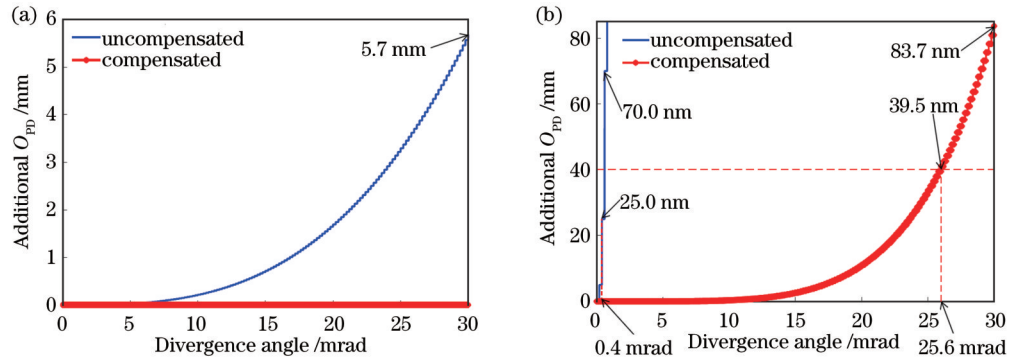 (a)
6
5
4
3
2
1
0
Additional O_PD /mm
uncompensated
compensated
5.7 mm
0 5 10 15 20 25 30
Divergence angle /mrad
(b)
80
60
40
20
0
Additional O_PD /mm
uncompensated
compensated
83.7 nm
70.0 nm
39.5 nm
25.0 nm
0 5 10 15 20 25 30
Divergence angle /mrad
0.4 mrad
25.6 mrad